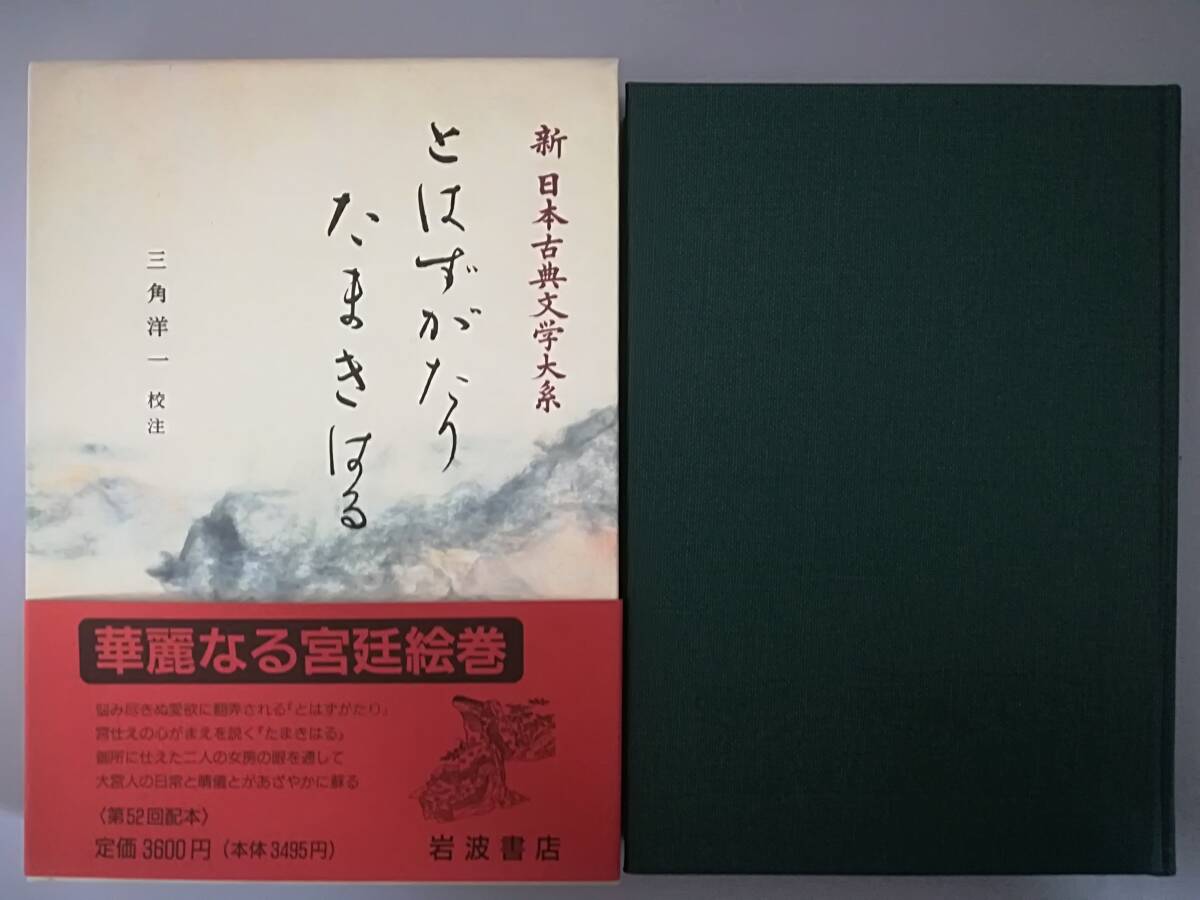 新 日本古典文学大系
とはずがたり
たまきはる
三角洋一 校注
華麗なる宮廷絵巻
悩み尽きぬ愛欲に翻弄される『とはずがたり』
宮仕えの心がまえを説く『たまきはる』
御所に仕えた二人の女房の眼を通して
大宮人の日常と晴儀とがあざやかに蘇る
〈第52回配本〉
定価3600円（本体3495円）
岩波書店